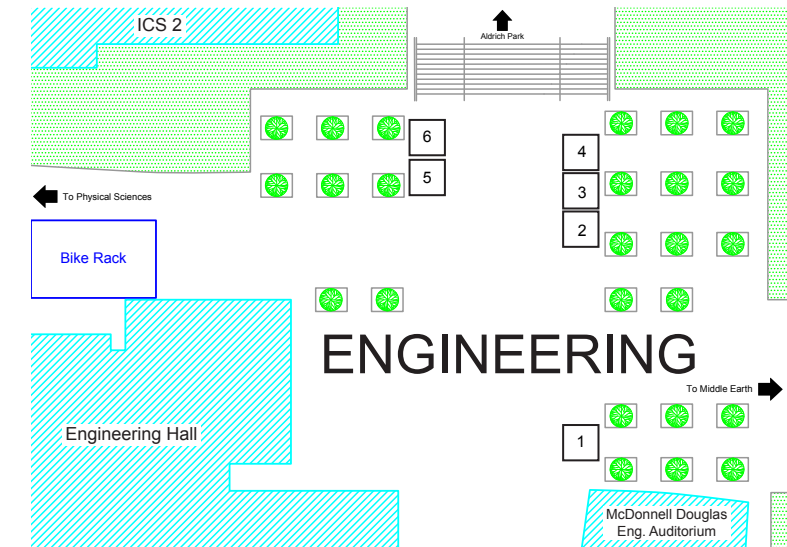 ICS 2
Aldrich Park
6
5
4
3
2
To Physical Sciences
Bike Rack
ENGINEERING
To Middle Earth
Engineering Hall
1
McDonnell Douglas
Eng. Auditorium